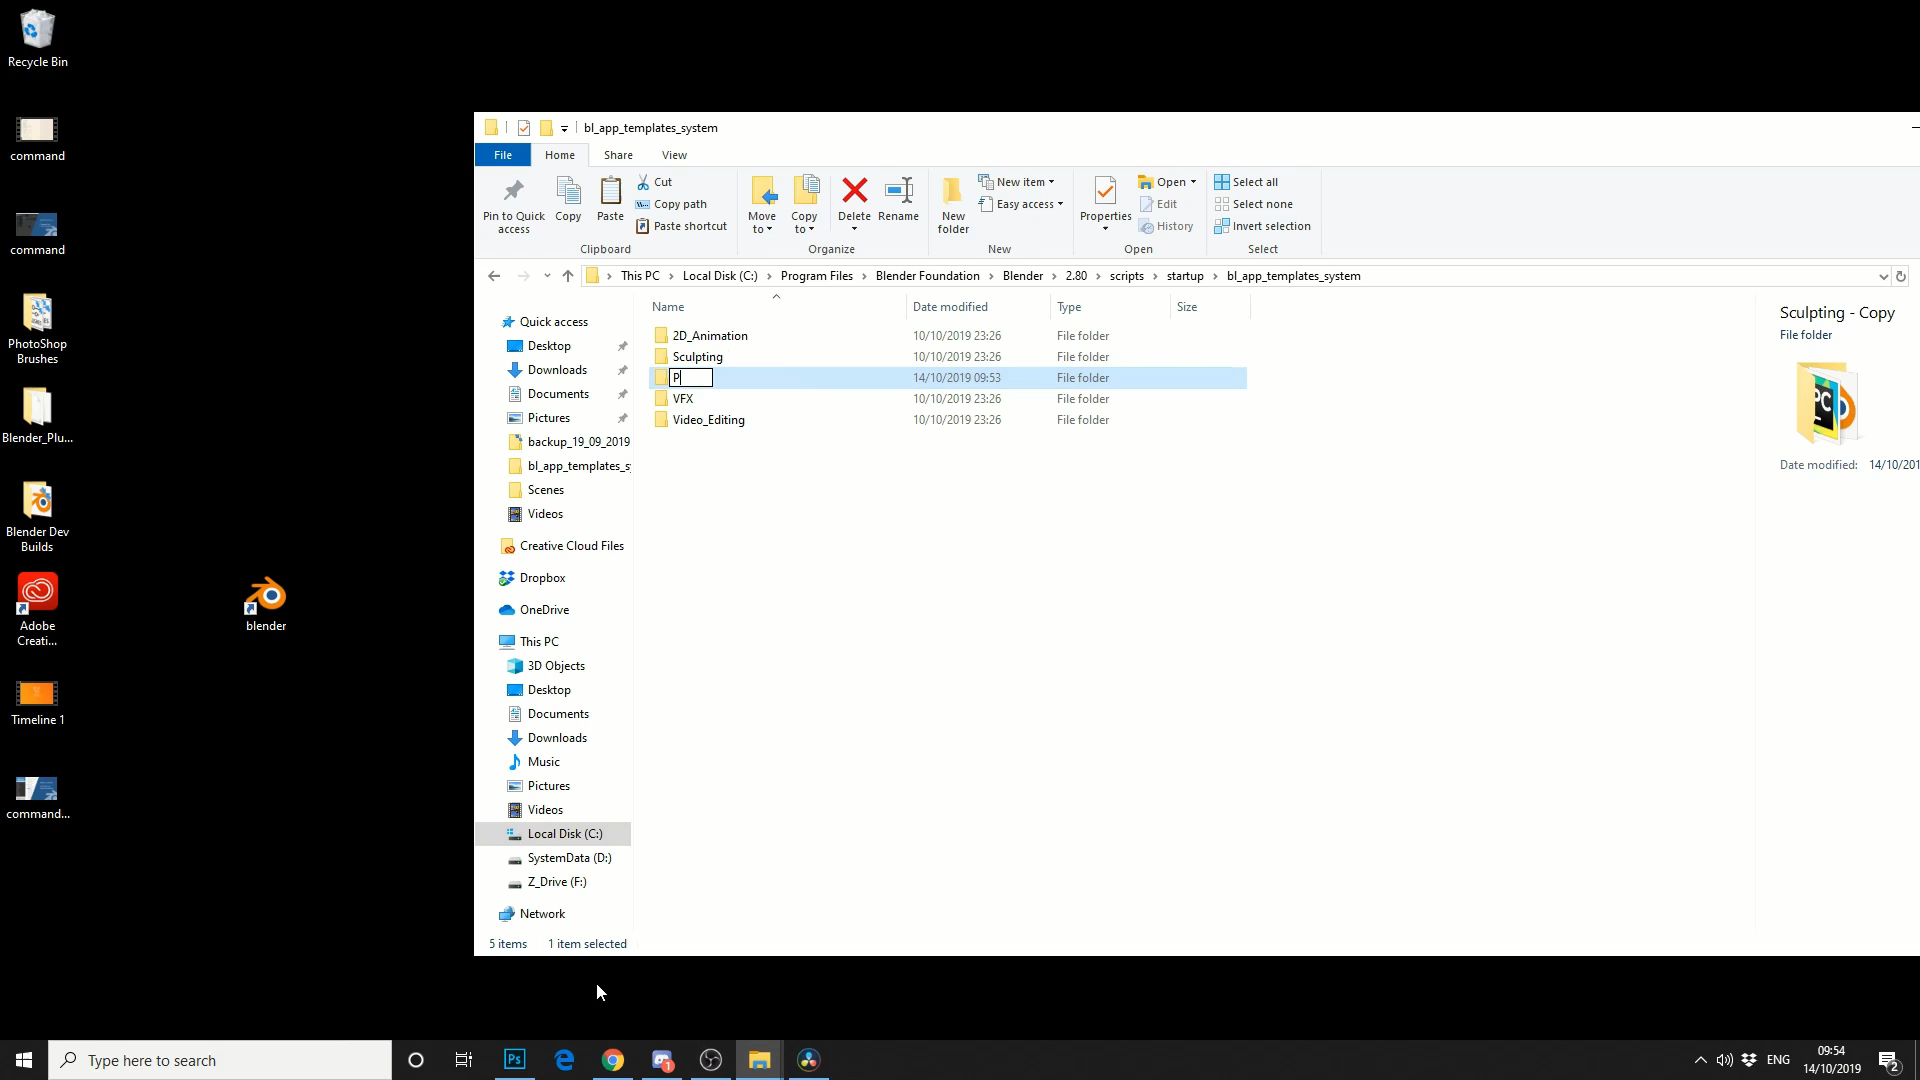 Recycle Bin
command
command
PhotoShop
Brushes
Blender_Plu...
Blender Dev
Builds
Adobe
Creati...
Timeline 1
command...
blender
bl_app_templates_system
File
Home
Share
View
Pin to Quick
access
Copy
Paste
Cut
Copy path
Paste shortcut
Clipboard
Move
to
Copy
to
Delete
Rename
Organize
New
folder
New item
Easy access
New
Properties
Open
Edit
History
Open
Select all
Select none
Invert selection
Select
This PC > Local Disk (C:) > Program Files > Blender Foundation > Blender > 2.80 > scripts > startup > bl_app_templates_system
Name Date modified Type Size
2D_Animation 10/10/2019 23:26 File folder
Sculpting 10/10/2019 23:26 File folder
P 14/10/2019 09:53 File folder
VFX 10/10/2019 23:26 File folder
Video_Editing 10/10/2019 23:26 File folder
Quick access
Desktop
Downloads
Documents
Pictures
backup_19_09_2019
bl_app_templates_s
Scenes
Videos
Creative Cloud Files
Dropbox
OneDrive
This PC
3D Objects
Desktop
Documents
Downloads
Music
Pictures
Videos
Local Disk (C:)
SystemData (D:)
Z_Drive (F:)
Network
5 items 1 item selected
Sculpting - Copy
File folder
PC
Date modified: 14/10/201
Type here to search
Ps
1
ENG
09:54
14/10/2019
2